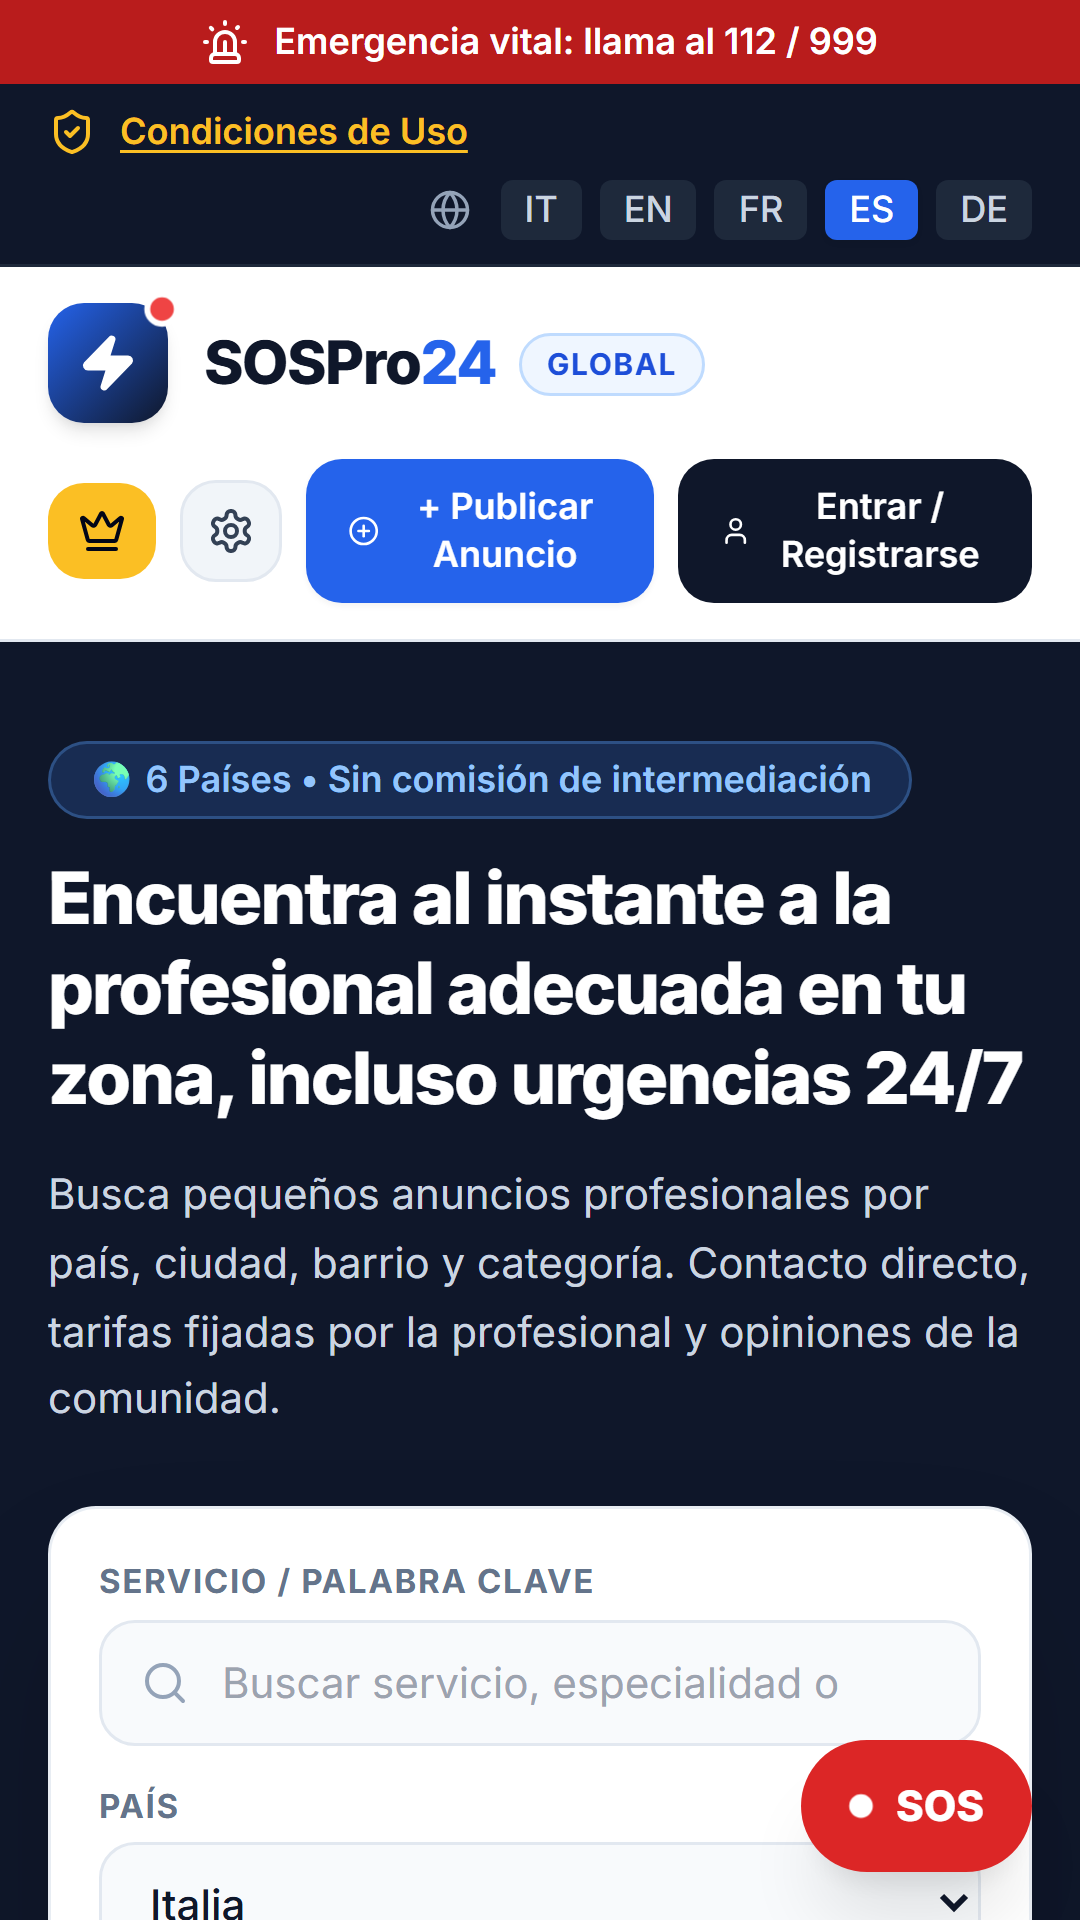 Emergencia vital: llama al 112 / 999
Condiciones de Uso
IT EN FR ES DE
SOSPro24 GLOBAL
+ Publicar Anuncio
Entrar / Registrarse
6 Países • Sin comisión de intermediación
Encuentra al instante a la
profesional adecuada en tu
zona, incluso urgencias 24/7
Busca pequeños anuncios profesionales por
país, ciudad, barrio y categoría. Contacto directo,
tarifas fijadas por la profesional y opiniones de la
comunidad.
SERVICIO / PALABRA CLAVE
Buscar servicio, especialidad o
PAÍS
SOS
Italia